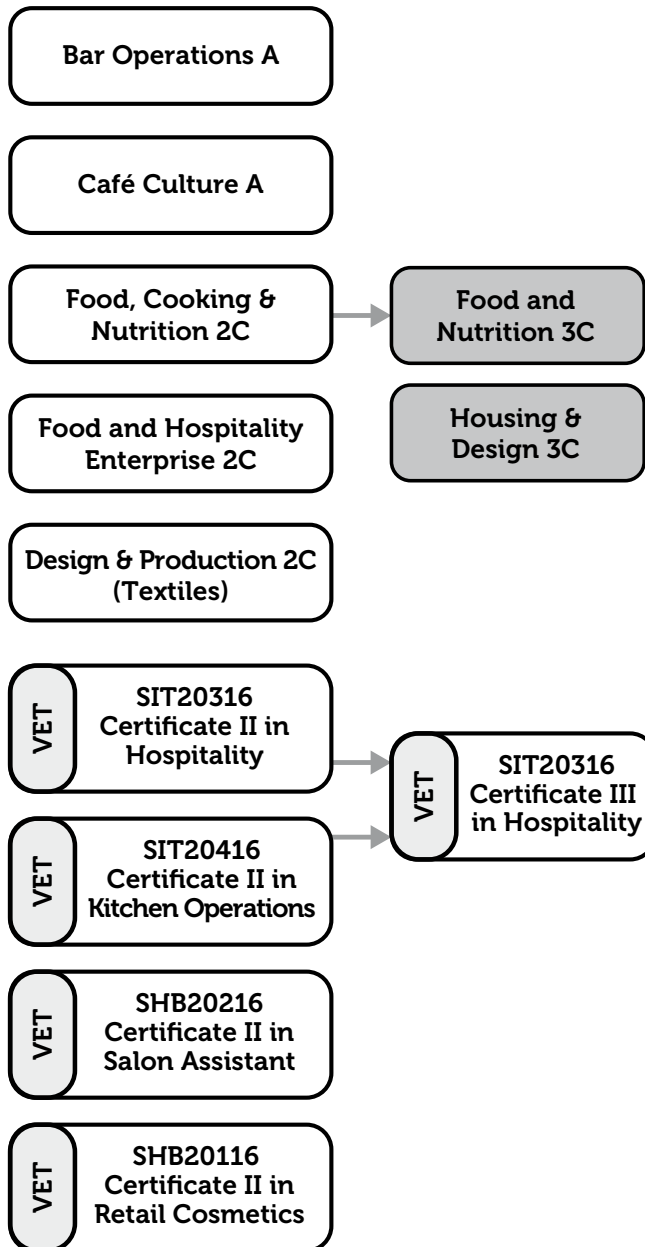 Bar Operations A
Café Culture A
Food, Cooking &
Nutrition 2C
Food and
Nutrition 3C
Food and Hospitality
Enterprise 2C
Housing &
Design 3C
Design & Production 2C
(Textiles)
VET
SIT20316
Certificate II in
Hospitality
VET
SIT20316
Certificate III
in Hospitality
VET
SIT20416
Certificate II in
Kitchen Operations
VET
SHB20216
Certificate II in
Salon Assistant
VET
SHB20116
Certificate II in
Retail Cosmetics